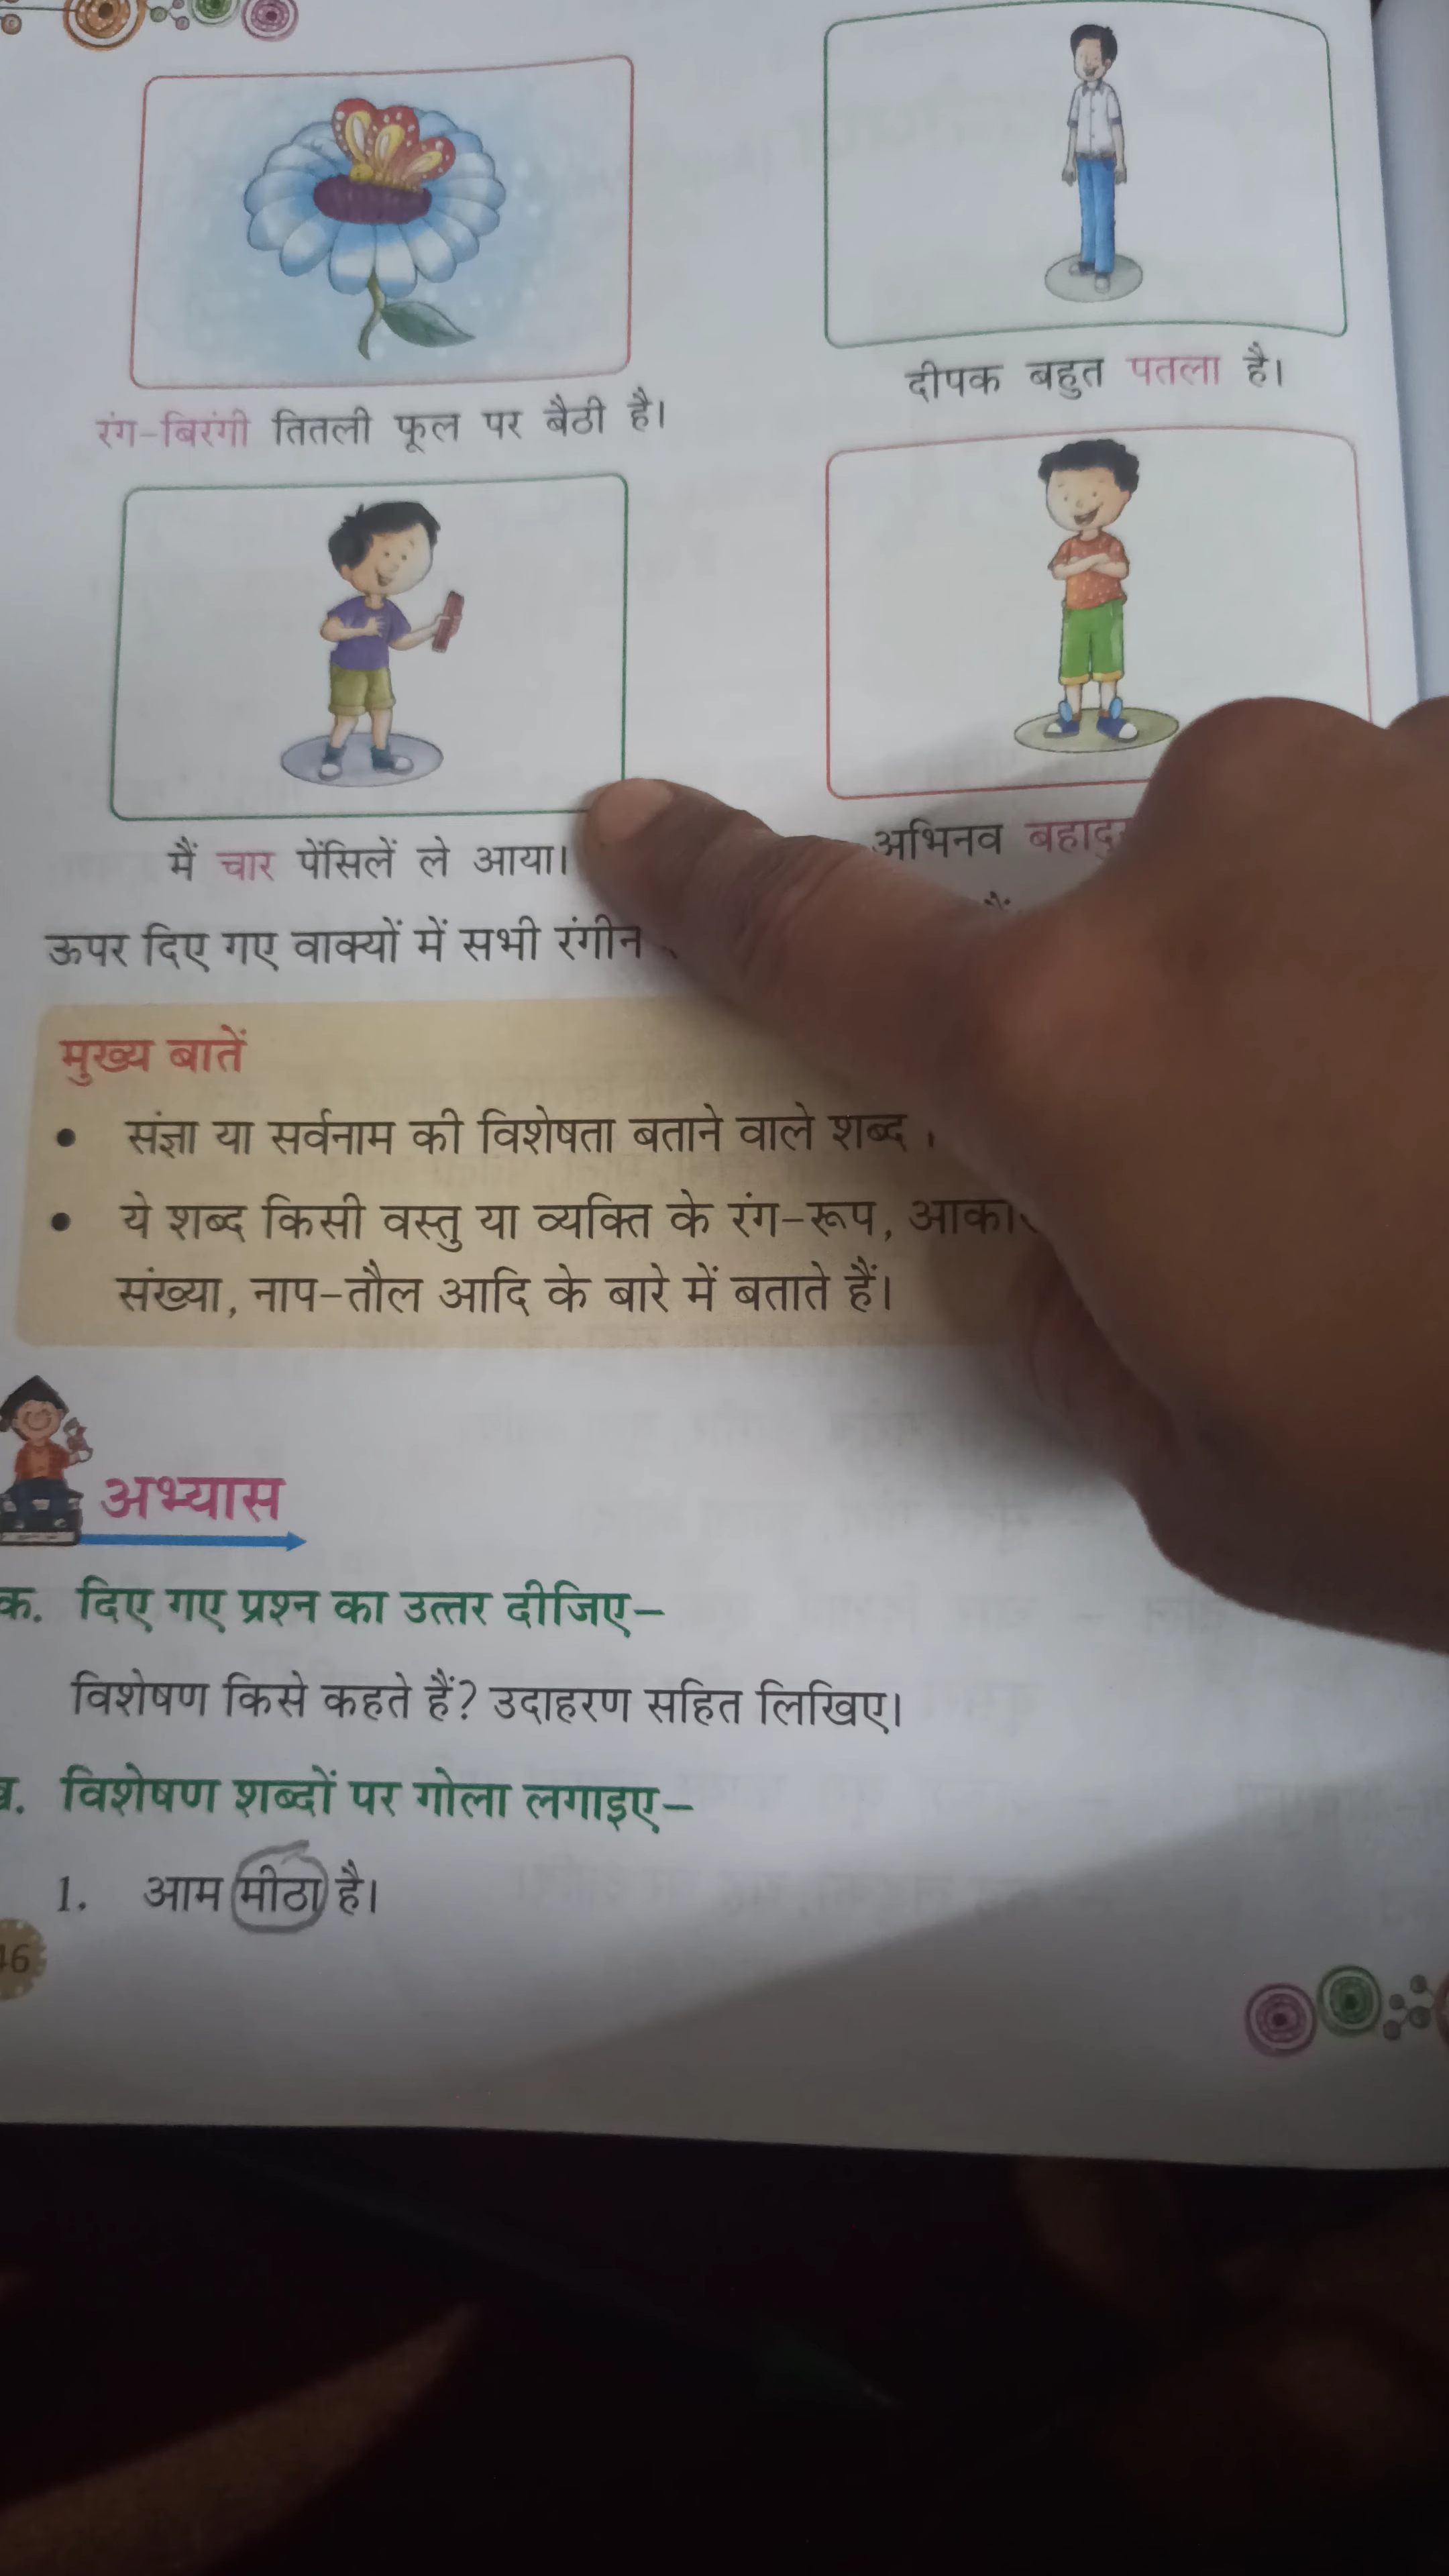 रंग-बिरंगी तितली फूल पर बैठी है।
दीपक बहुत पतला है।
मैं चार पेंसिलें ले आया।
अभिनव
ऊपर दिए गए वाक्यों में सभी रंगीन
मुख्य बातें
• संज्ञा या सर्वनाम की विशेषता बताने वाले शब्द
• ये शब्द किसी वस्तु या व्यक्ति के रंग-रूप,
संख्या, नाप-तौल आदि के बारे में बताते हैं।
अभ्यास
क. दिए गए प्रश्न का उत्तर दीजिए-
विशेषण किसे कहते हैं? उदाहरण सहित लिखिए।
विशेषण शब्दों पर गोला लगाइए-
1. आम मीठा है।